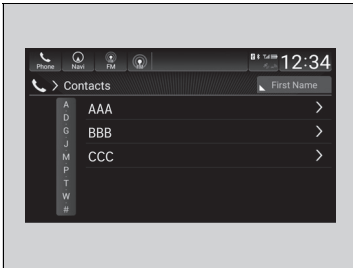 Phone Navi FM 12:34
> Contacts First Name
A
D
G
J
M
P
T
W
#
AAA >
BBB >
CCC >